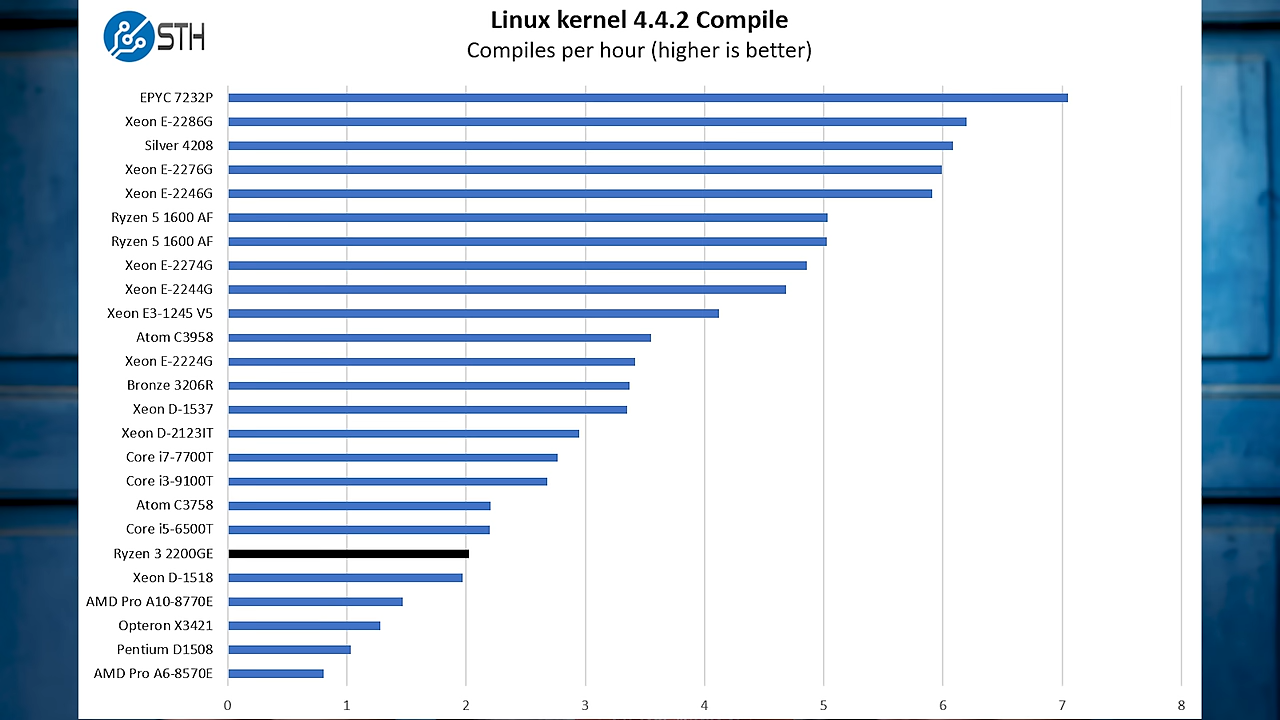 STH
Linux kernel 4.4.2 Compile
Compiles per hour (higher is better)
EPYC 7232P
Xeon E-2286G
Silver 4208
Xeon E-2276G
Xeon E-2246G
Ryzen 5 1600 AF
Ryzen 5 1600 AF
Xeon E-2274G
Xeon E-2244G
Xeon E3-1245 V5
Atom C3958
Xeon E-2224G
Bronze 3206R
Xeon D-1537
Xeon D-2123IT
Core i7-7700T
Core i3-9100T
Atom C3758
Core i5-6500T
Ryzen 3 2200GE
Xeon D-1518
AMD Pro A10-8770E
Opteron X3421
Pentium D1508
AMD Pro A6-8570E
0 1 2 3 4 5 6 7 8